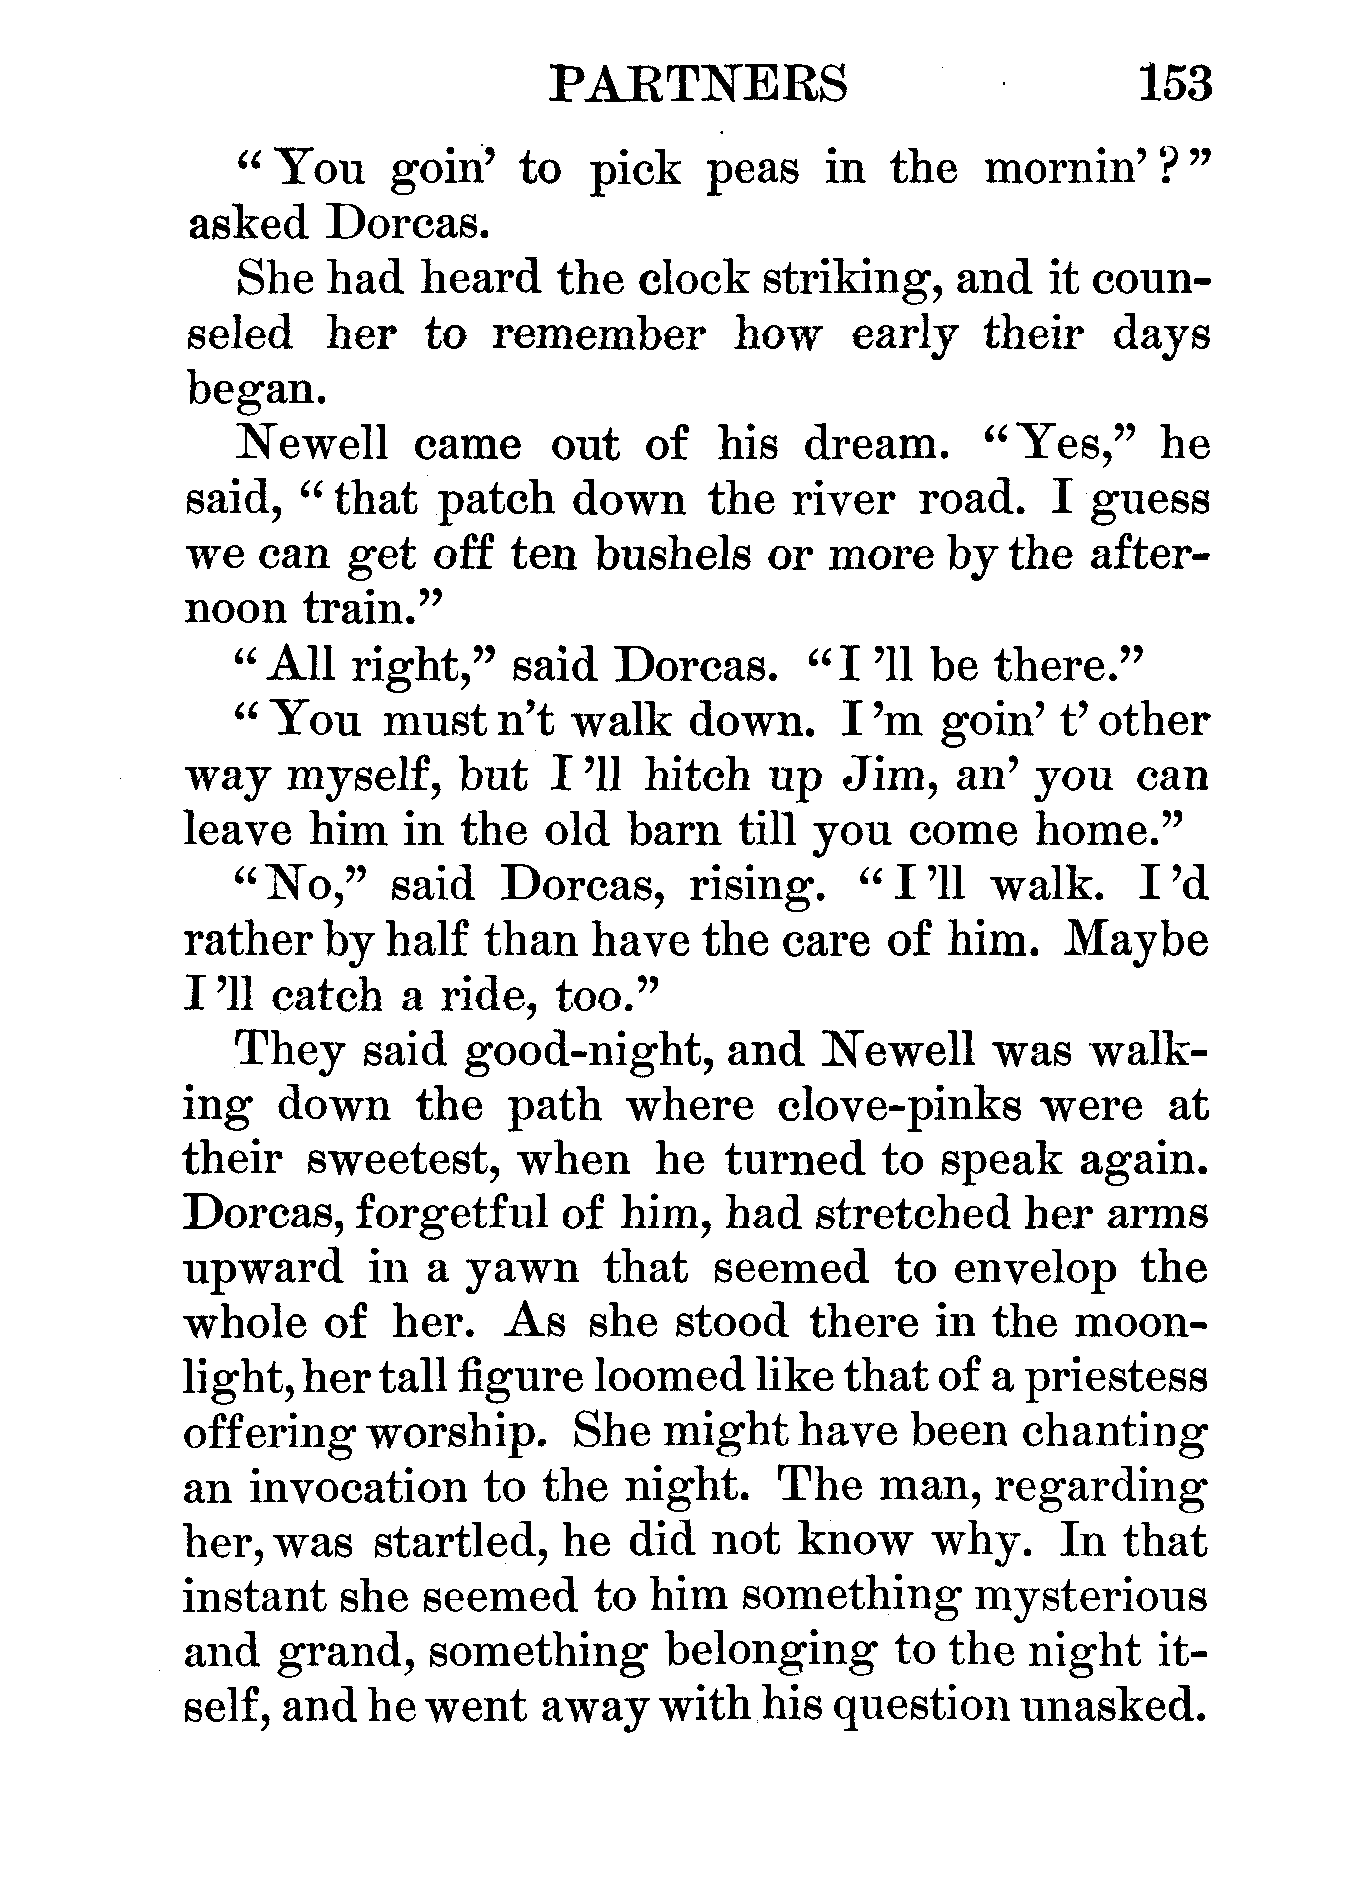 PARTNERS 153
“ You goin’ to pick peas in the mornin’ ? ”
asked Dorcas.
She had heard the clock striking, and it coun-
seled her to remember how early their days
began.
Newell came out of his dream. “ Yes,” he
said, “ that patch down the river road. I guess
we can get off ten bushels or more by the after-
noon train.”
“ All right,” said Dorcas. “ I ’ll be there.”
“ You must n’t walk down. I ’m goin’ t’ other
way myself, but I ’ll hitch up Jim, an’ you can
leave him in the old barn till you come home.”
“ No,” said Dorcas, rising. “ I ’ll walk. I ’d
rather by half than have the care of him. Maybe
I ’ll catch a ride, too.”
They said good-night, and Newell was walk-
ing down the path where clove-pinks were at
their sweetest, when he turned to speak again.
Dorcas, forgetful of him, had stretched her arms
upward in a yawn that seemed to envelop the
whole of her. As she stood there in the moon-
light, her tall figure loomed like that of a priestess
offering worship. She might have been chanting
an invocation to the night. The man, regarding
her, was startled, he did not know why. In that
instant she seemed to him something mysterious
and grand, something belonging to the night it-
self, and he went away with his question unasked.